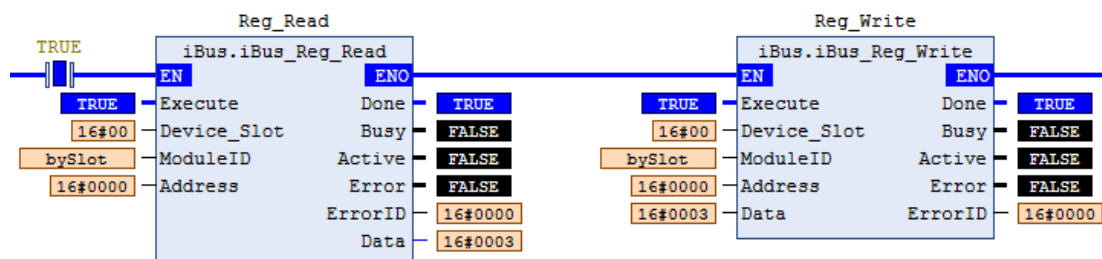 Reg_Read Reg_Write
TRUE iBus.iBus_Reg_Read iBus.iBus_Reg_Write
EN ENO EN ENO
TRUE Execute Done TRUE TRUE Execute Done TRUE
16#00 Device_Slot Busy FALSE 16#00 Device_Slot Busy FALSE
bySlot ModuleID Active FALSE bySlot ModuleID Active FALSE
16#0000 Address Error FALSE 16#0000 Address Error FALSE
ErrorID 16#0000 16#0003 Data ErrorID 16#0000
Data 16#0003